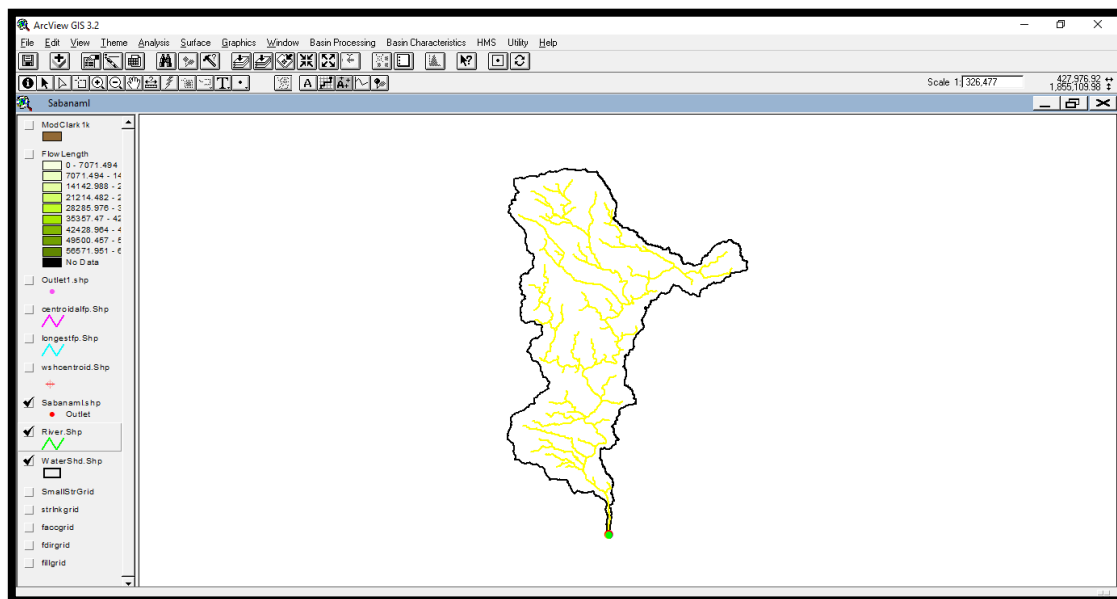 ArcView GIS 3.2
File Edit View Theme Analysis Surface Graphics Window Basin Processing Basin Characteristics HMS Utility Help
Scale 1: 326,477
427,976.92
1,855,109.98
Sabanaml
ModClark1k
FlowLength
0 - 7071.494
7071.494 - 14
14142.988 - 2
21214.482 - 2
28285.976 - 3
35357.47 - 42
42428.964 - 4
49500.457 - 5
56571.951 - 6
No Data
Outlet1.shp
centroidalfp.Shp
longestfp.Shp
wshcentroid.Shp
Sabanaml.shp
Outlet
River.Shp
WaterShd.Shp
SmallStrGrid
strlnkgrid
faccgrid
fdirgrid
fillgrid